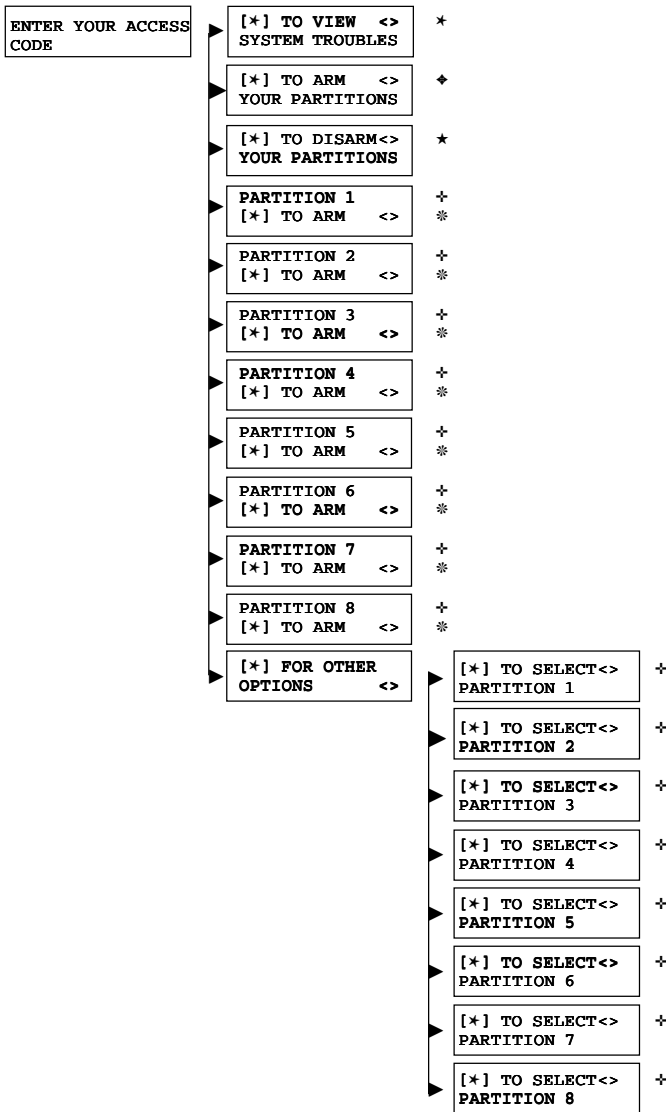 ENTER YOUR ACCESS
CODE
[✶] TO VIEW <> ✶
SYSTEM TROUBLES
[✶] TO ARM <> ✥
YOUR PARTITIONS
[✶] TO DISARM<> ★
YOUR PARTITIONS
PARTITION 1 ✢
[✶] TO ARM <> ❊
PARTITION 2 ✢
[✶] TO ARM <> ❊
PARTITION 3 ✢
[✶] TO ARM <> ❊
PARTITION 4 ✢
[✶] TO ARM <> ❊
PARTITION 5 ✢
[✶] TO ARM <> ❊
PARTITION 6 ✢
[✶] TO ARM <> ❊
PARTITION 7 ✢
[✶] TO ARM <> ❊
PARTITION 8 ✢
[✶] TO ARM <> ❊
[✶] FOR OTHER
OPTIONS <>
[✶] TO SELECT<> ✢
PARTITION 1
[✶] TO SELECT<> ✢
PARTITION 2
[✶] TO SELECT<> ✢
PARTITION 3
[✶] TO SELECT<> ✢
PARTITION 4
[✶] TO SELECT<> ✢
PARTITION 5
[✶] TO SELECT<> ✢
PARTITION 6
[✶] TO SELECT<> ✢
PARTITION 7
[✶] TO SELECT<> ✢
PARTITION 8